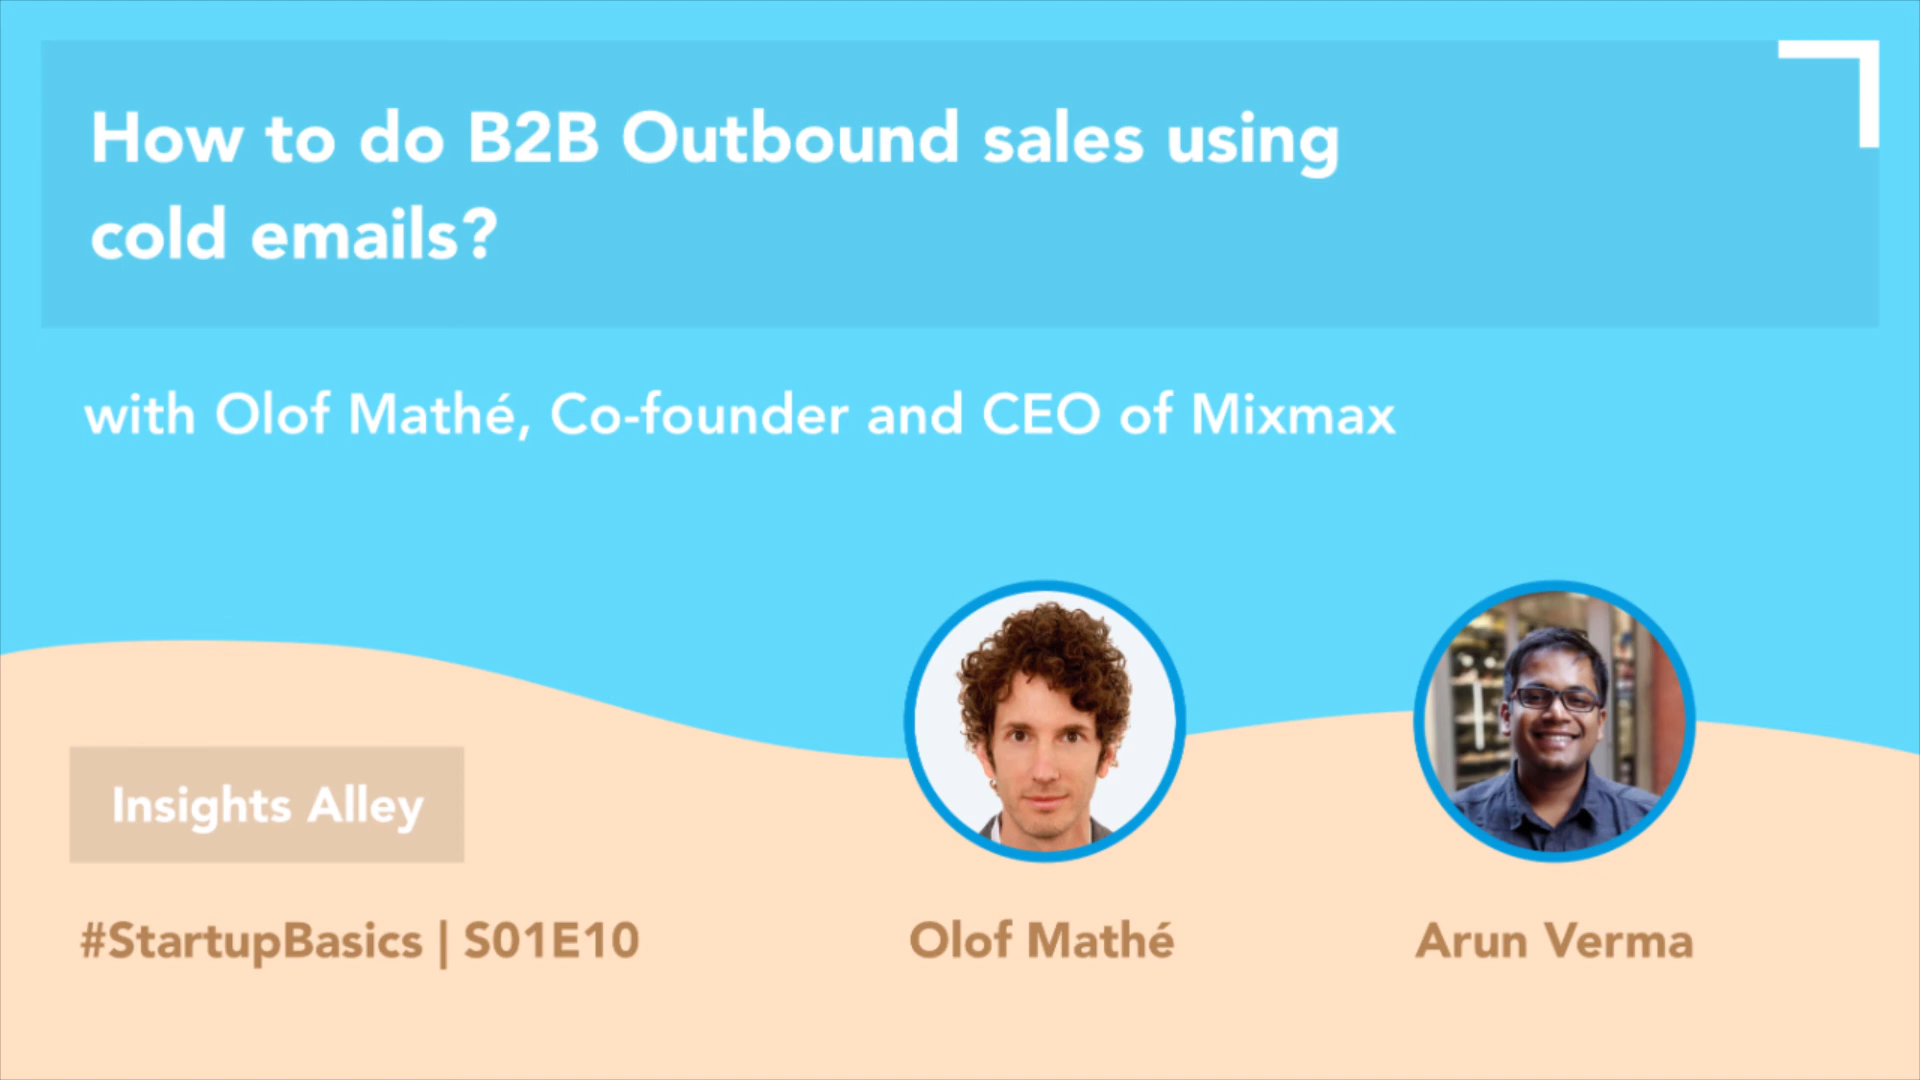 How to do B2B Outbound sales using
cold emails?
with Olof Mathé, Co-founder and CEO of Mixmax
Insights Alley
#StartupBasics | S01E10
Olof Mathé
Arun Verma